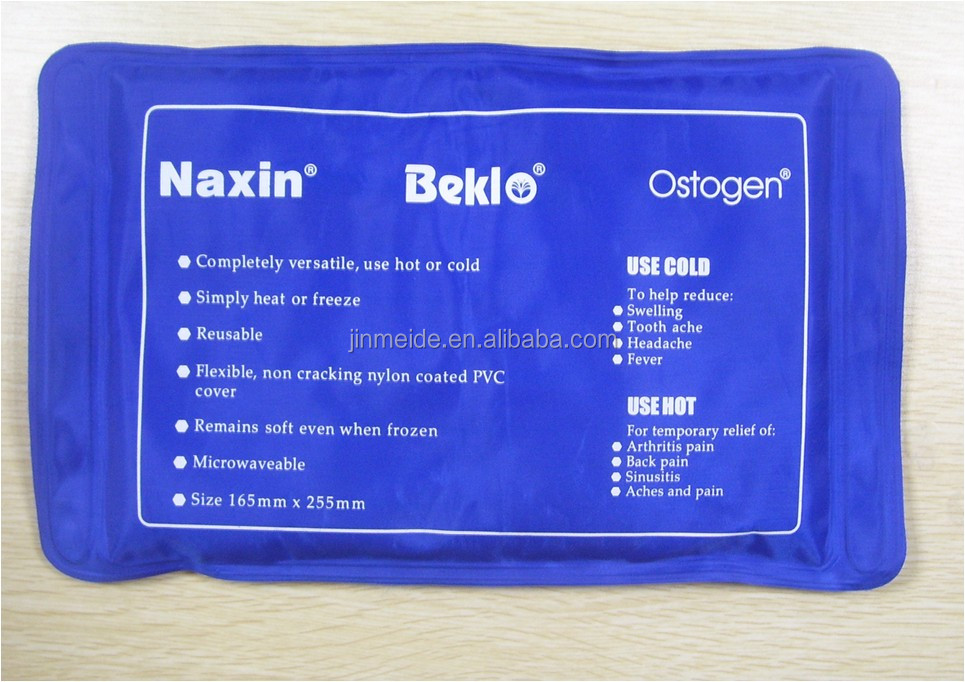 Naxin® Beklo® Ostogen®
Completely versatile, use hot or cold
Simply heat or freeze
Reusable
Flexible, non cracking nylon coated PVC
cover
Remains soft even when frozen
Microwaveable
Size 165mm x 255mm
USE COLD
To help reduce:
Swelling
Tooth ache
Headache
Fever
USE HOT
For temporary relief of:
Arthritis pain
Back pain
Sinusitis
Aches and pain
jinmeide.en.alibaba.com